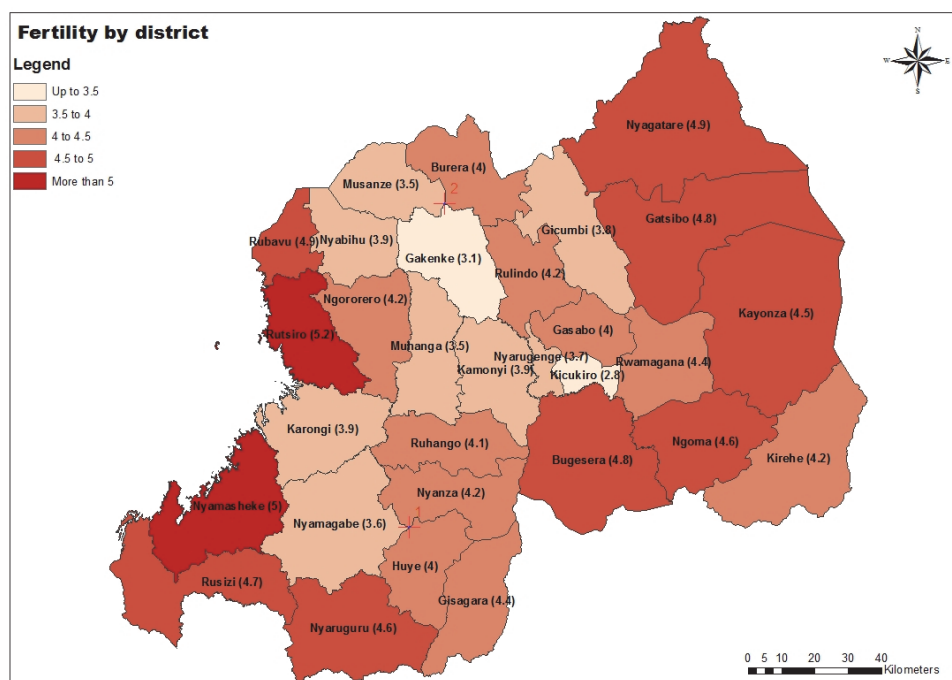 Fertility by district
Legend
Up to 3.5
3.5 to 4
4 to 4.5
4.5 to 5
More than 5
N
W
E
S
Nyagatare (4.9)
Burera (4)
Musanze (3.5)
2
Gatsibo (4.8)
Gicumbi (3.8)
Rubavu (4.9)
Nyabihu (3.9)
Gakenke (3.1)
Rulindo (4.2)
Ngororero (4.2)
Kayonza (4.5)
Rutsiro (5.2)
Gasabo (4)
Muhanga (3.5)
Nyarugenge (3.7)
Rwamagana (4.4)
Kamonyi (3.9)
Kicukiro (2.8)
Karongi (3.9)
Ruhango (4.1)
Ngoma (4.6)
Bugesera (4.8)
Kirehe (4.2)
Nyanza (4.2)
Nyamasheke (5)
1
Nyamagabe (3.6)
Huye (4)
Rusizi (4.7)
Gisagara (4.4)
Nyaruguru (4.6)
0 5 10 20 30 40
Kilometers